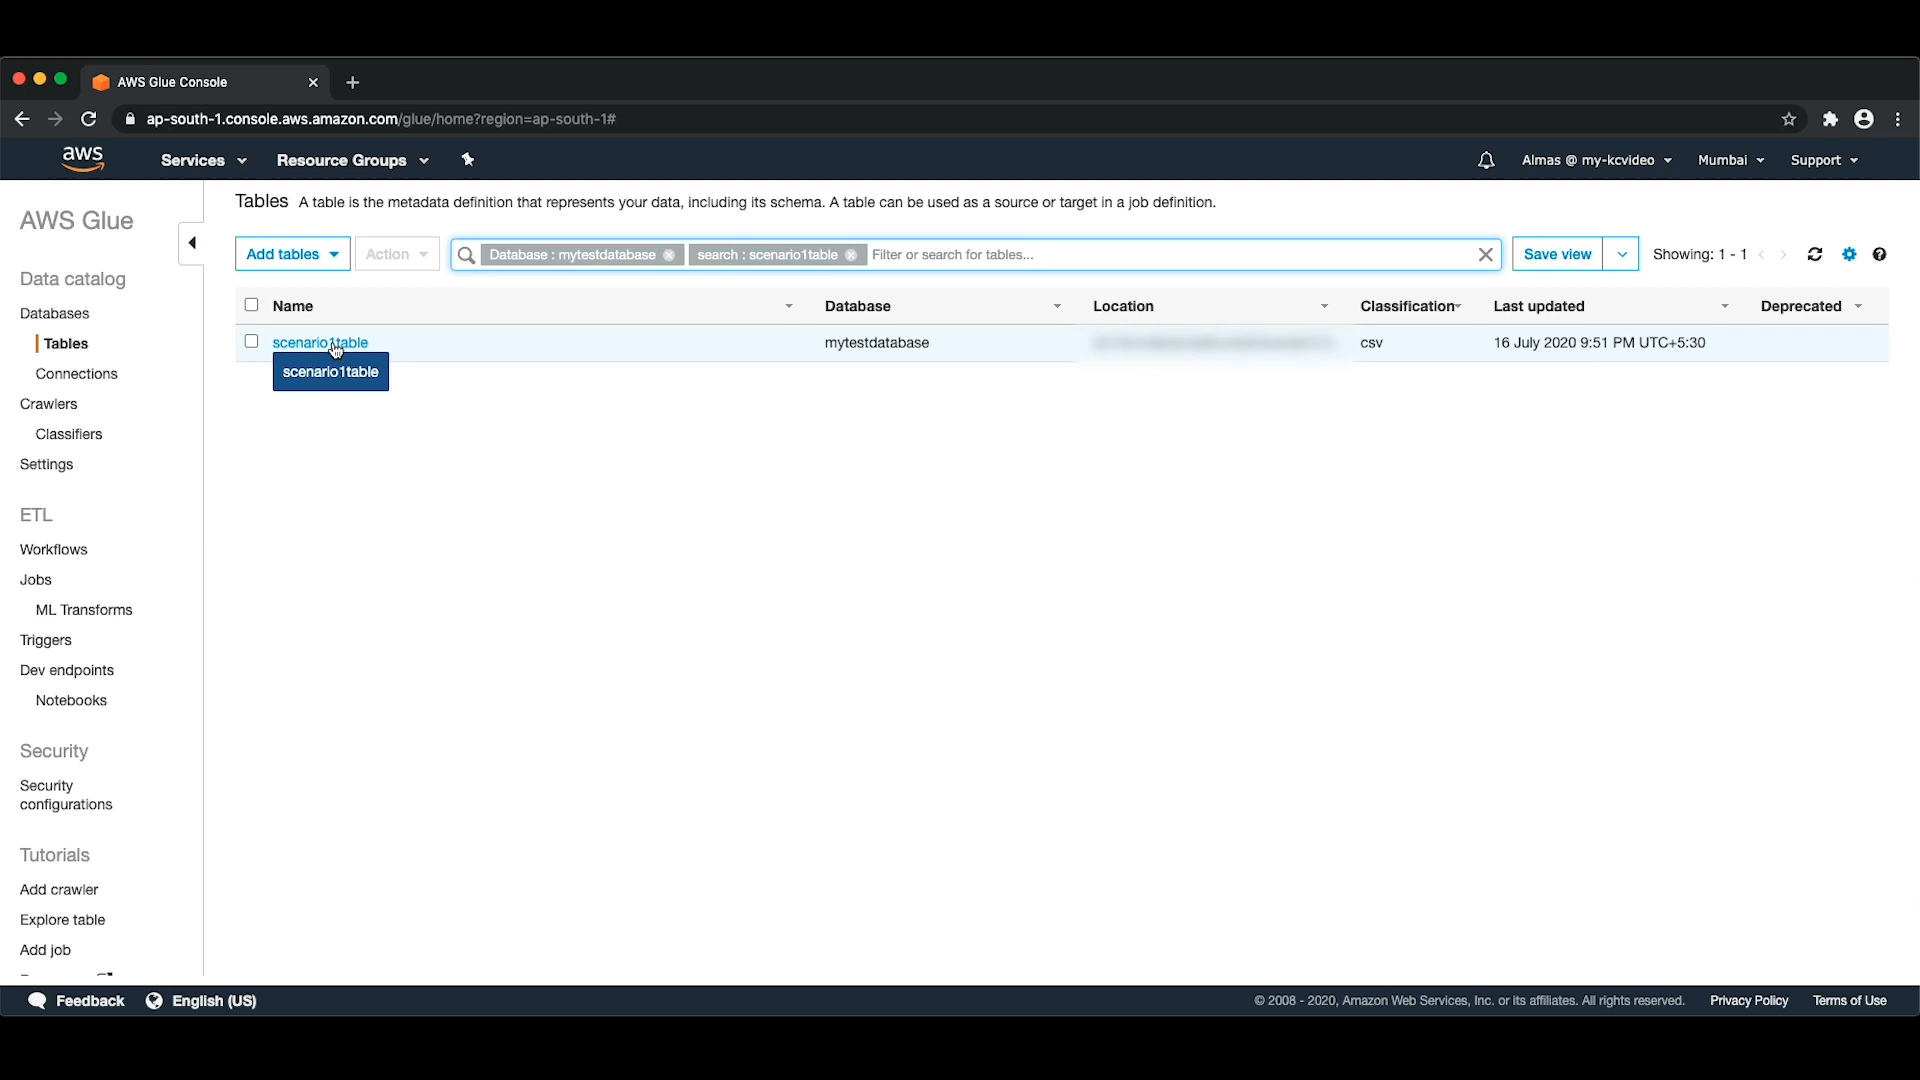 AWS Glue Console
ap-south-1.console.aws.amazon.com/glue/home?region=ap-south-1#
aws Services Resource Groups Almas @ my-kcvideo Mumbai Support
AWS Glue
Data catalog
Databases
Tables
Connections
Crawlers
Classifiers
Settings
ETL
Workflows
Jobs
ML Transforms
Triggers
Dev endpoints
Notebooks
Security
Security
configurations
Tutorials
Add crawler
Explore table
Add job
Tables A table is the metadata definition that represents your data, including its schema. A table can be used as a source or target in a job definition.
Add tables Action Database : mytestdatabase search : scenario1table Filter or search for tables... Save view Showing: 1 - 1
Name Database Location Classification Last updated Deprecated
scenario1table mytestdatabase csv 16 July 2020 9:51 PM UTC+5:30
scenario1table
Feedback English (US) © 2008 - 2020, Amazon Web Services, Inc. or its affiliates. All rights reserved. Privacy Policy Terms of Use